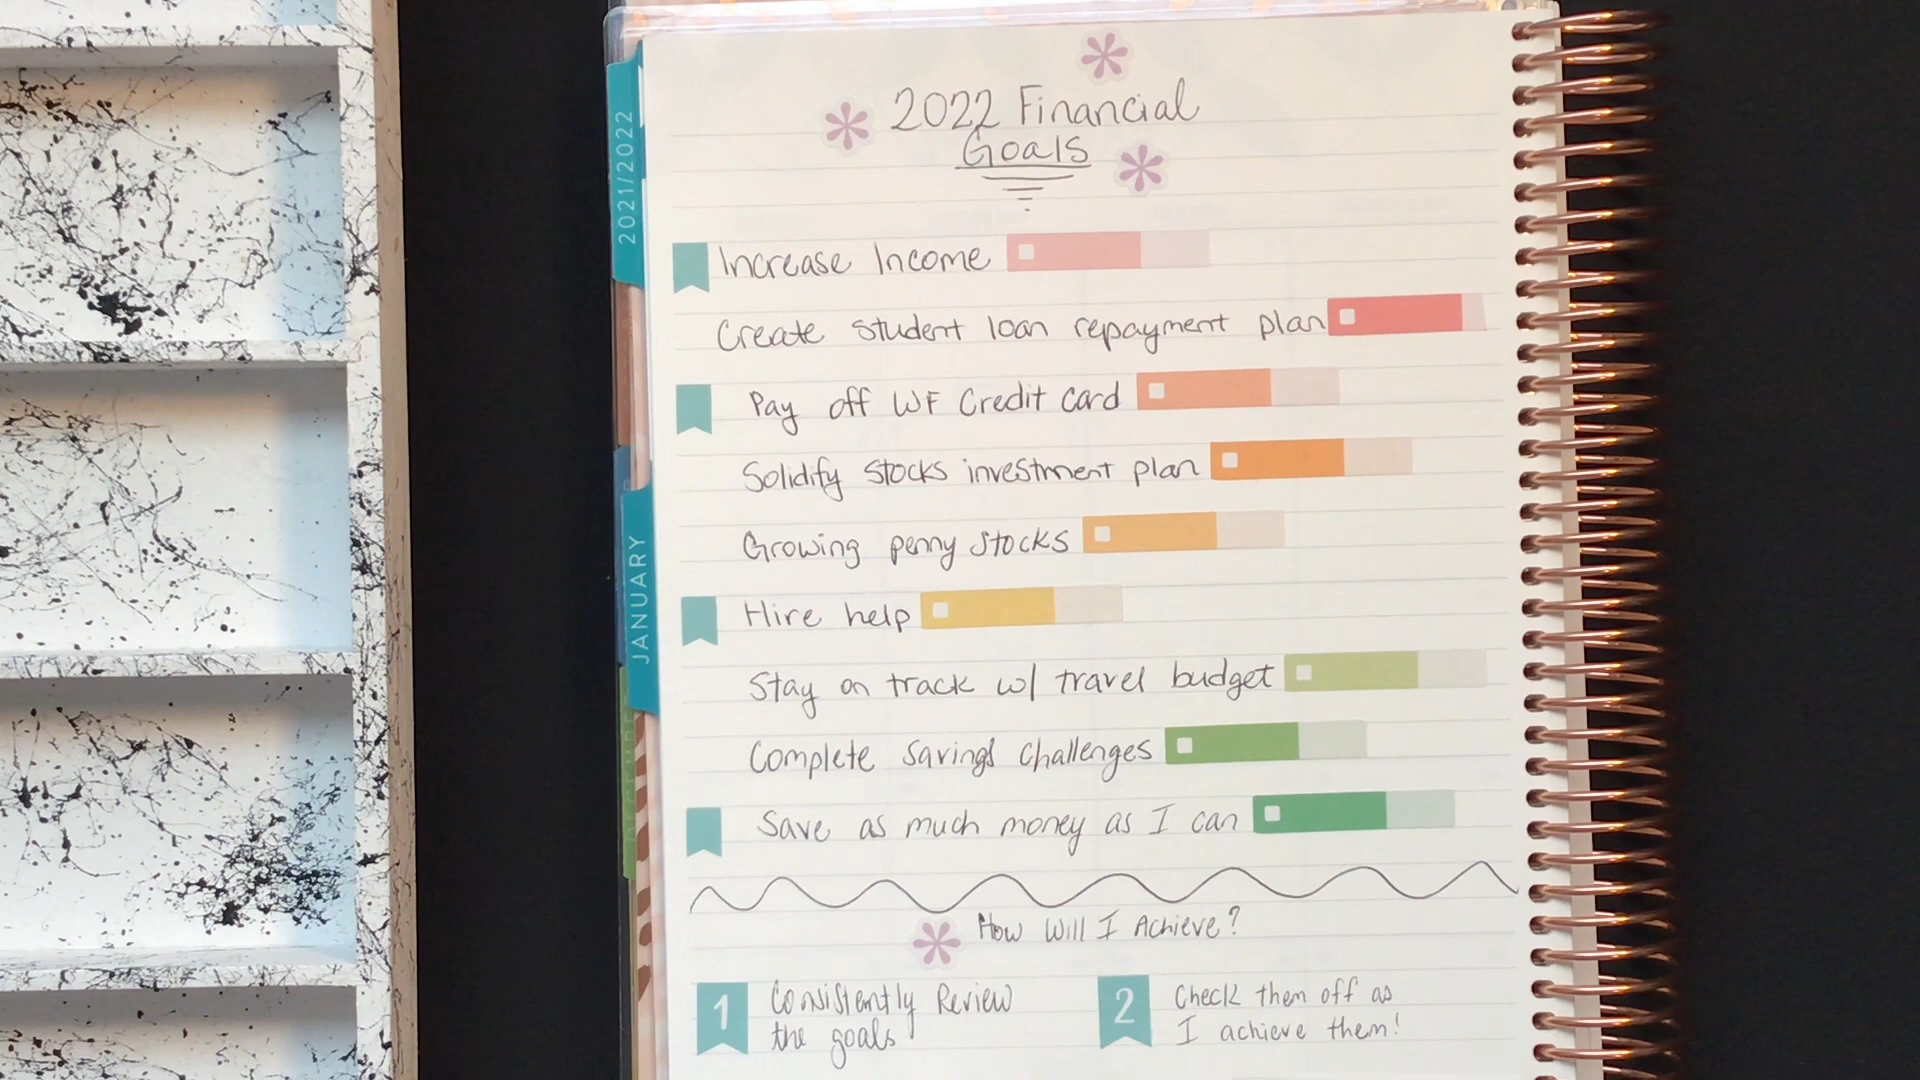 2021/2022
JANUARY
2022 Financial
Goals
Increase Income
Create student loan repayment plan
Pay off WF Credit card
Solidify stocks investment plan
Growing penny stocks
Hire help
Stay on track w/ travel budget
Complete savings challenges
Save as much money as I can
How Will I Achieve?
1 Consistently Review
the goals
2 Check them off as
I achieve them!